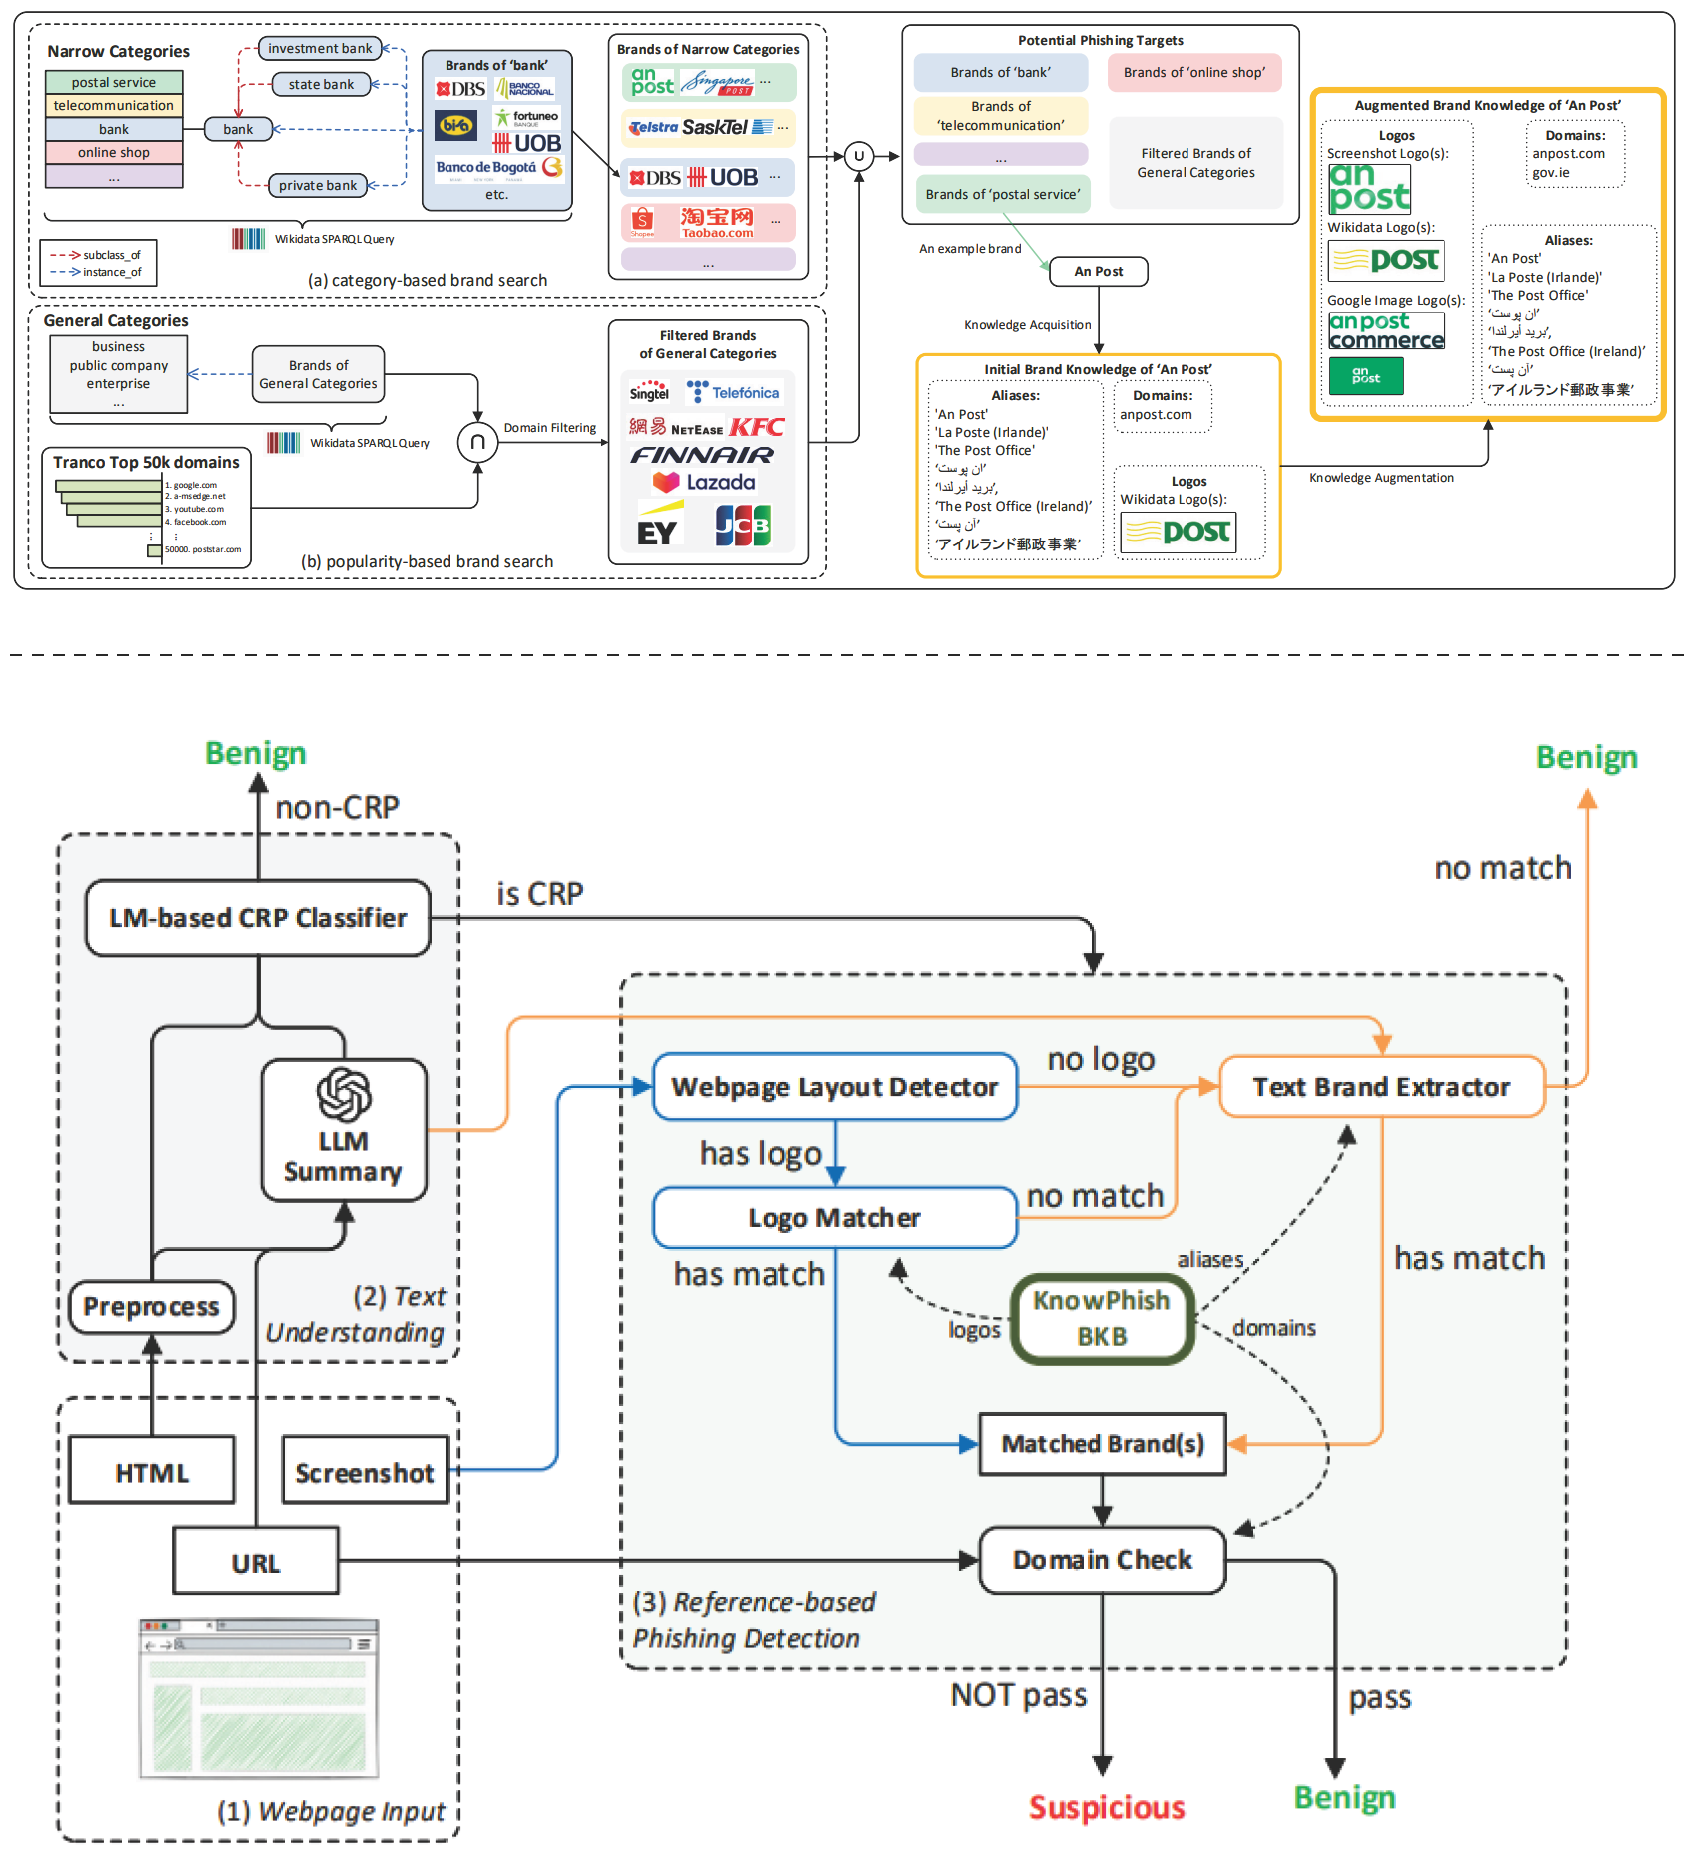 Narrow Categories
postal service
telecommunication
bank
online shop
...
investment bank
state bank
bank
private bank
Brands of ‘bank’
DBS
BANCO NACIONAL
bisa
fortuneo
BANQUE
UOB
Banco de Bogotá
etc.
Wikidata SPARQL Query
subclass_of
instance_of
(a) category-based brand search
Brands of Narrow Categories
an post
Singapore POST
...
Telstra SaskTel
...
DBS UOB
...
Shopee
淘宝网
Taobao.com
...
...
General Categories
business
public company
enterprise
...
Brands of
General Categories
Wikidata SPARQL Query
Tranco Top 50k domains
1. google.com
2. a-msedge.net
3. youtube.com
4. facebook.com
⋮ ⋮
50000. poststar.com
∩
Domain Filtering
(b) popularity-based brand search
Filtered Brands
of General Categories
Singtel
Telefónica
網易 NETEASE KFC
FINNAIR
Lazada
EY JCB
∪
Potential Phishing Targets
Brands of ‘bank’
Brands of ‘online shop’
Brands of
‘telecommunication’
...
Brands of ‘postal service’
Filtered Brands of
General Categories
An example brand
An Post
Knowledge Acquisition
Initial Brand Knowledge of ‘An Post’
Aliases:
'An Post'
'La Poste (Irlande)'
'The Post Office'
‘ان پوست’
‘بريد أيرلندا’,
‘The Post Office (Ireland)’
‘آن پست’
‘アイルランド郵政事業’
Domains:
anpost.com
Logos
Wikidata Logo(s):
POST
Knowledge Augmentation
Augmented Brand Knowledge of ‘An Post’
Logos
Screenshot Logo(s):
an
post
Wikidata Logo(s):
POST
Google Image Logo(s):
an post
commerce
an
post
Domains:
anpost.com
gov.ie
Aliases:
'An Post'
'La Poste (Irlande)'
'The Post Office'
‘ان پوست’
‘بريد أيرلندا’,
‘The Post Office (Ireland)’
‘آن پست’
‘アイルランド郵政事業’
Benign
non-CRP
LM-based CRP Classifier
is CRP
LLM
Summary
Preprocess
(2) Text
Understanding
HTML
Screenshot
URL
(1) Webpage Input
Benign
no match
Webpage Layout Detector
no logo
Text Brand Extractor
has logo
Logo Matcher
no match
has match
aliases
has match
KnowPhish
BKB
logos
domains
Matched Brand(s)
Domain Check
(3) Reference-based
Phishing Detection
NOT pass
pass
Suspicious
Benign